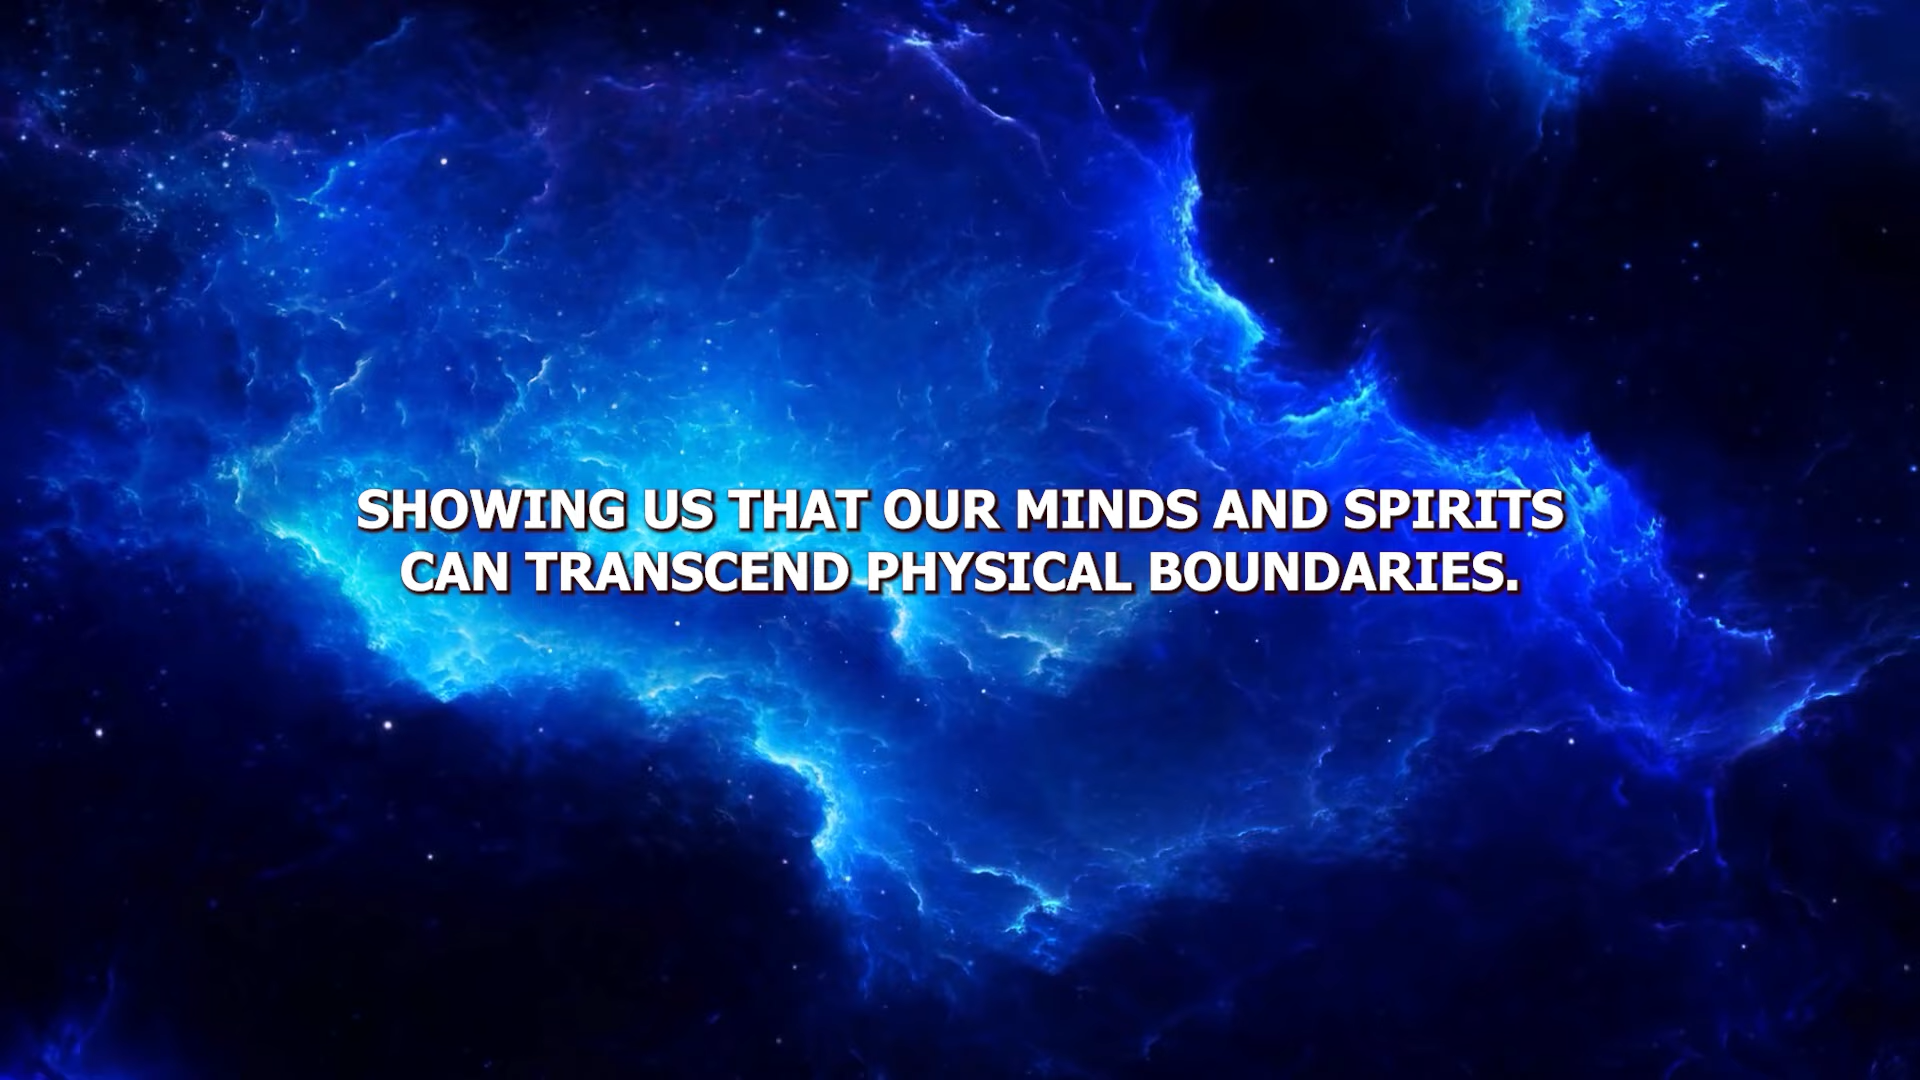 SHOWING US THAT OUR MINDS AND SPIRITS
CAN TRANSCEND PHYSICAL BOUNDARIES.